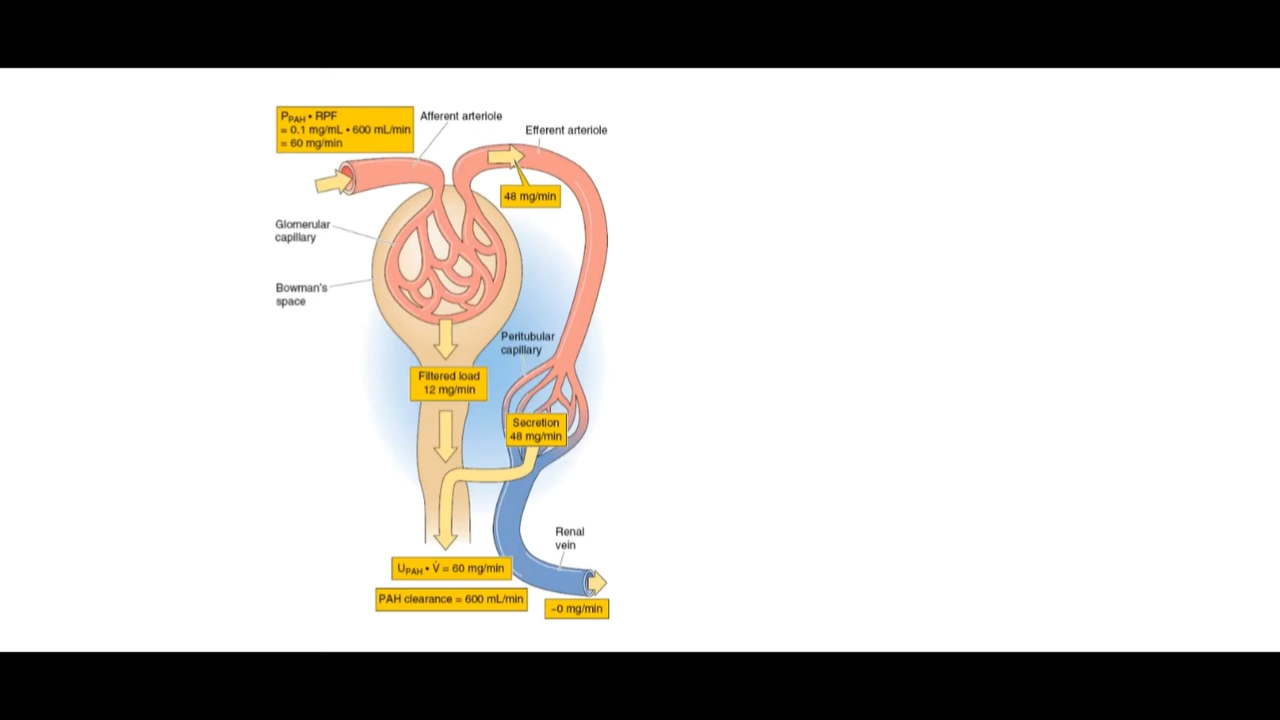 P_PAH • RPF
= 0.1 mg/mL • 600 mL/min
= 60 mg/min
Afferent arteriole
Efferent arteriole
48 mg/min
Glomerular
capillary
Bowman's
space
Peritubular
capillary
Filtered load
12 mg/min
Secretion
48 mg/min
Renal
vein
U_PAH • V̇ = 60 mg/min
PAH clearance = 600 mL/min
~0 mg/min